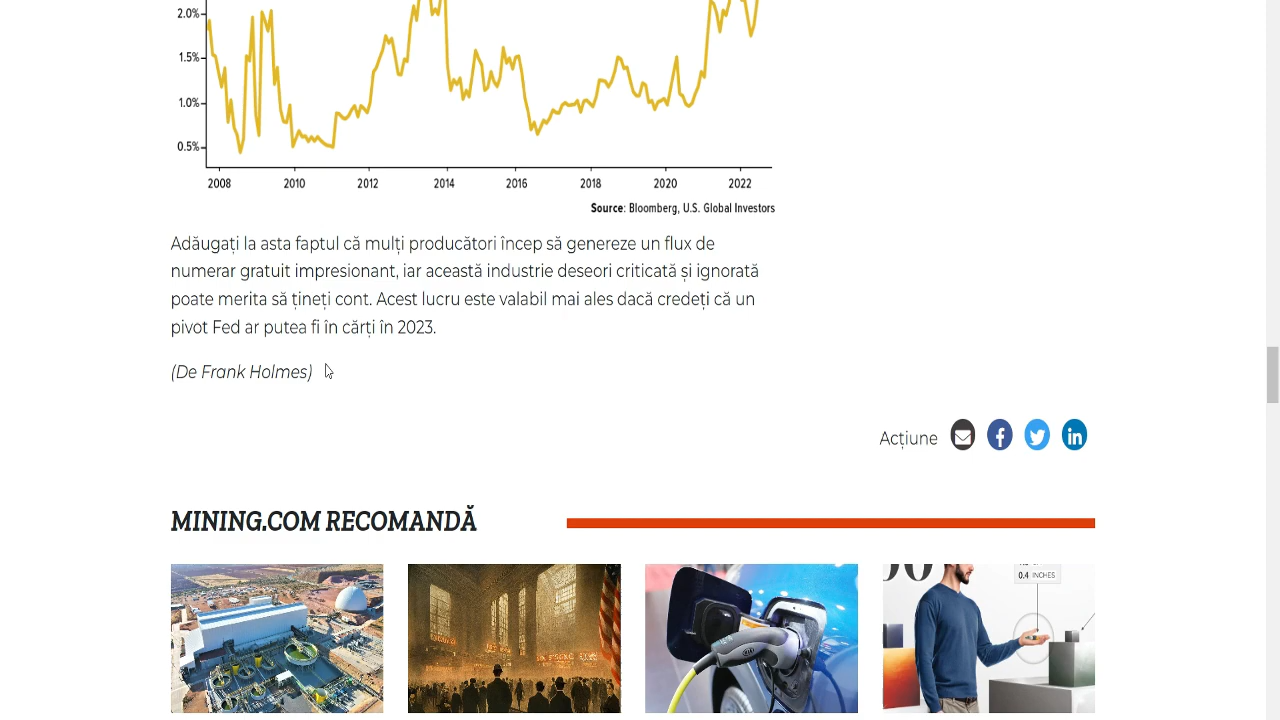 2.0%
1.5%
1.0%
0.5%
2008 2010 2012 2014 2016 2018 2020 2022
Source: Bloomberg, U.S. Global Investors
Adăugați la asta faptul că mulți producători încep să genereze un flux de
numerar gratuit impresionant, iar această industrie deseori criticată și ignorată
poate merita să țineți cont. Acest lucru este valabil mai ales dacă credeți că un
pivot Fed ar putea fi în cărți în 2023.
(De Frank Holmes)
Acțiune
MINING.COM RECOMANDĂ
0.4 INCHES